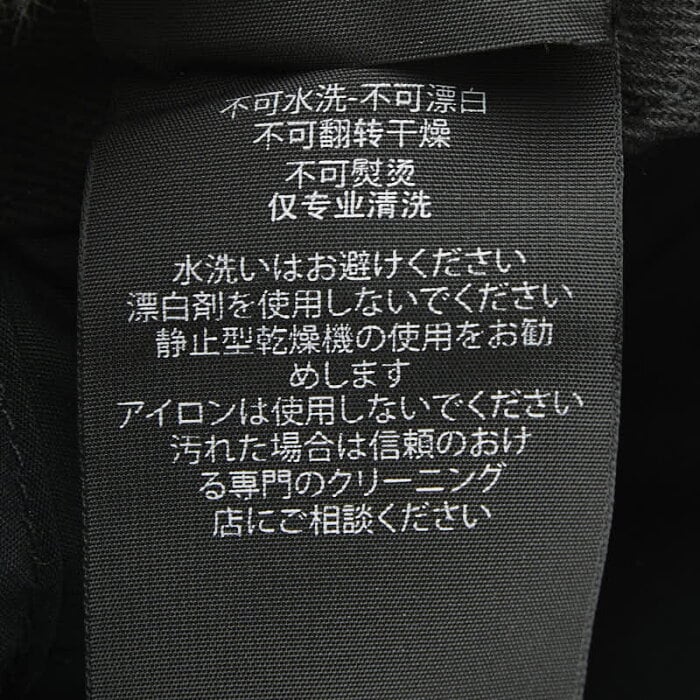 不可水洗-不可漂白
不可翻转干燥
不可熨烫
仅专业清洗
水洗いはお避けください
漂白剤を使用しないでください
静止型乾燥機の使用をお勧
めします
アイロンは使用しないでください
汚れた場合は信頼のおけ
る専門のクリーニング
店にご相談ください